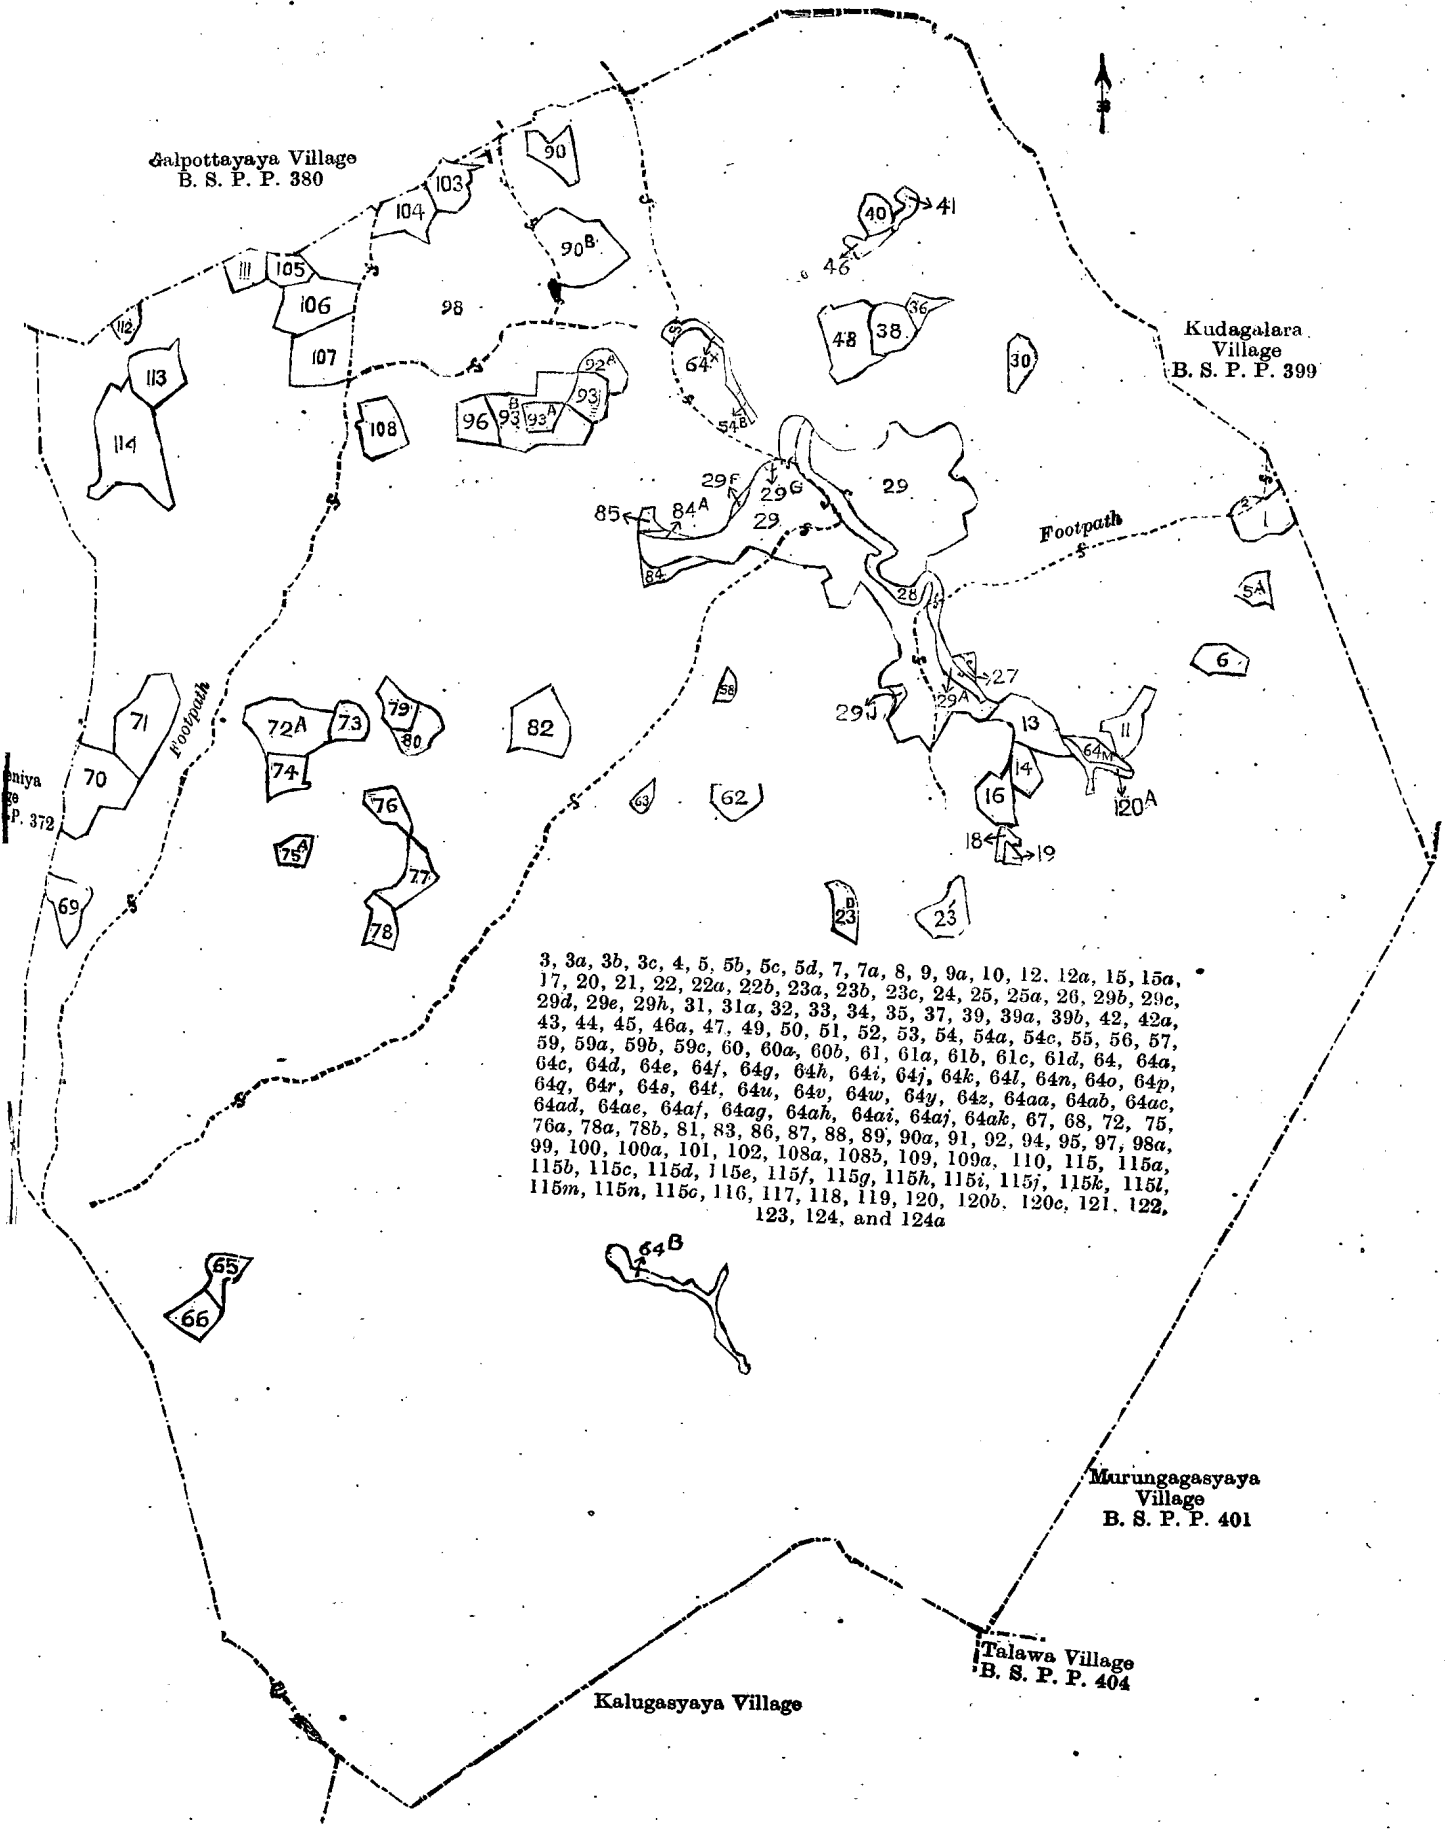 Galpottayaya Village
B. S. P. P. 380
90
103
104
90B
40
41
46
111
105
106
98
112
107
113
114
108
96
93B
93A
93
92A
64X
54B
48
38
36
30
Kudagalara
Village
B. S. P. P. 399
29
29F
29G
29
85
84A
84
28
Footpath
2
1
5A
6
58
27
29A
29J
13
11
64M
14
16
120A
18
19
71
70
Footpath
72A
73
74
79
80
82
76
63
62
eniya
ge
P. 372
75A
77
78
69
23D
23
3, 3a, 3b, 3c, 4, 5, 5b, 5c, 5d, 7, 7a, 8, 9, 9a, 10, 12, 12a, 15, 15a,
17, 20, 21, 22, 22a, 22b, 23a, 23b, 23c, 24, 25, 25a, 26, 29b, 29c,
29d, 29e, 29h, 31, 31a, 32, 33, 34, 35, 37, 39, 39a, 39b, 42, 42a,
43, 44, 45, 46a, 47, 49, 50, 51, 52, 53, 54, 54a, 54c, 55, 56, 57,
59, 59a, 59b, 59c, 60, 60a, 60b, 61, 61a, 61b, 61c, 61d, 64, 64a,
64c, 64d, 64e, 64f, 64g, 64h, 64i, 64j, 64k, 64l, 64n, 64o, 64p,
64q, 64r, 64s, 64t, 64u, 64v, 64w, 64y, 64z, 64aa, 64ab, 64ac,
64ad, 64ae, 64af, 64ag, 64ah, 64ai, 64aj, 64ak, 67, 68, 72, 75,
76a, 78a, 78b, 81, 83, 86, 87, 88, 89, 90a, 91, 92, 94, 95, 97, 98a,
99, 100, 100a, 101, 102, 108a, 108b, 109, 109a, 110, 115, 115a,
115b, 115c, 115d, 115e, 115f, 115g, 115h, 115i, 115j, 115k, 115l,
115m, 115n, 115o, 116, 117, 118, 119, 120, 120b, 120c, 121, 122,
123, 124, and 124a
64B
65
66
Murungagasyaya
Village
B. S. P. P. 401
Talawa Village
B. S. P. P. 404
Kalugasyaya Village